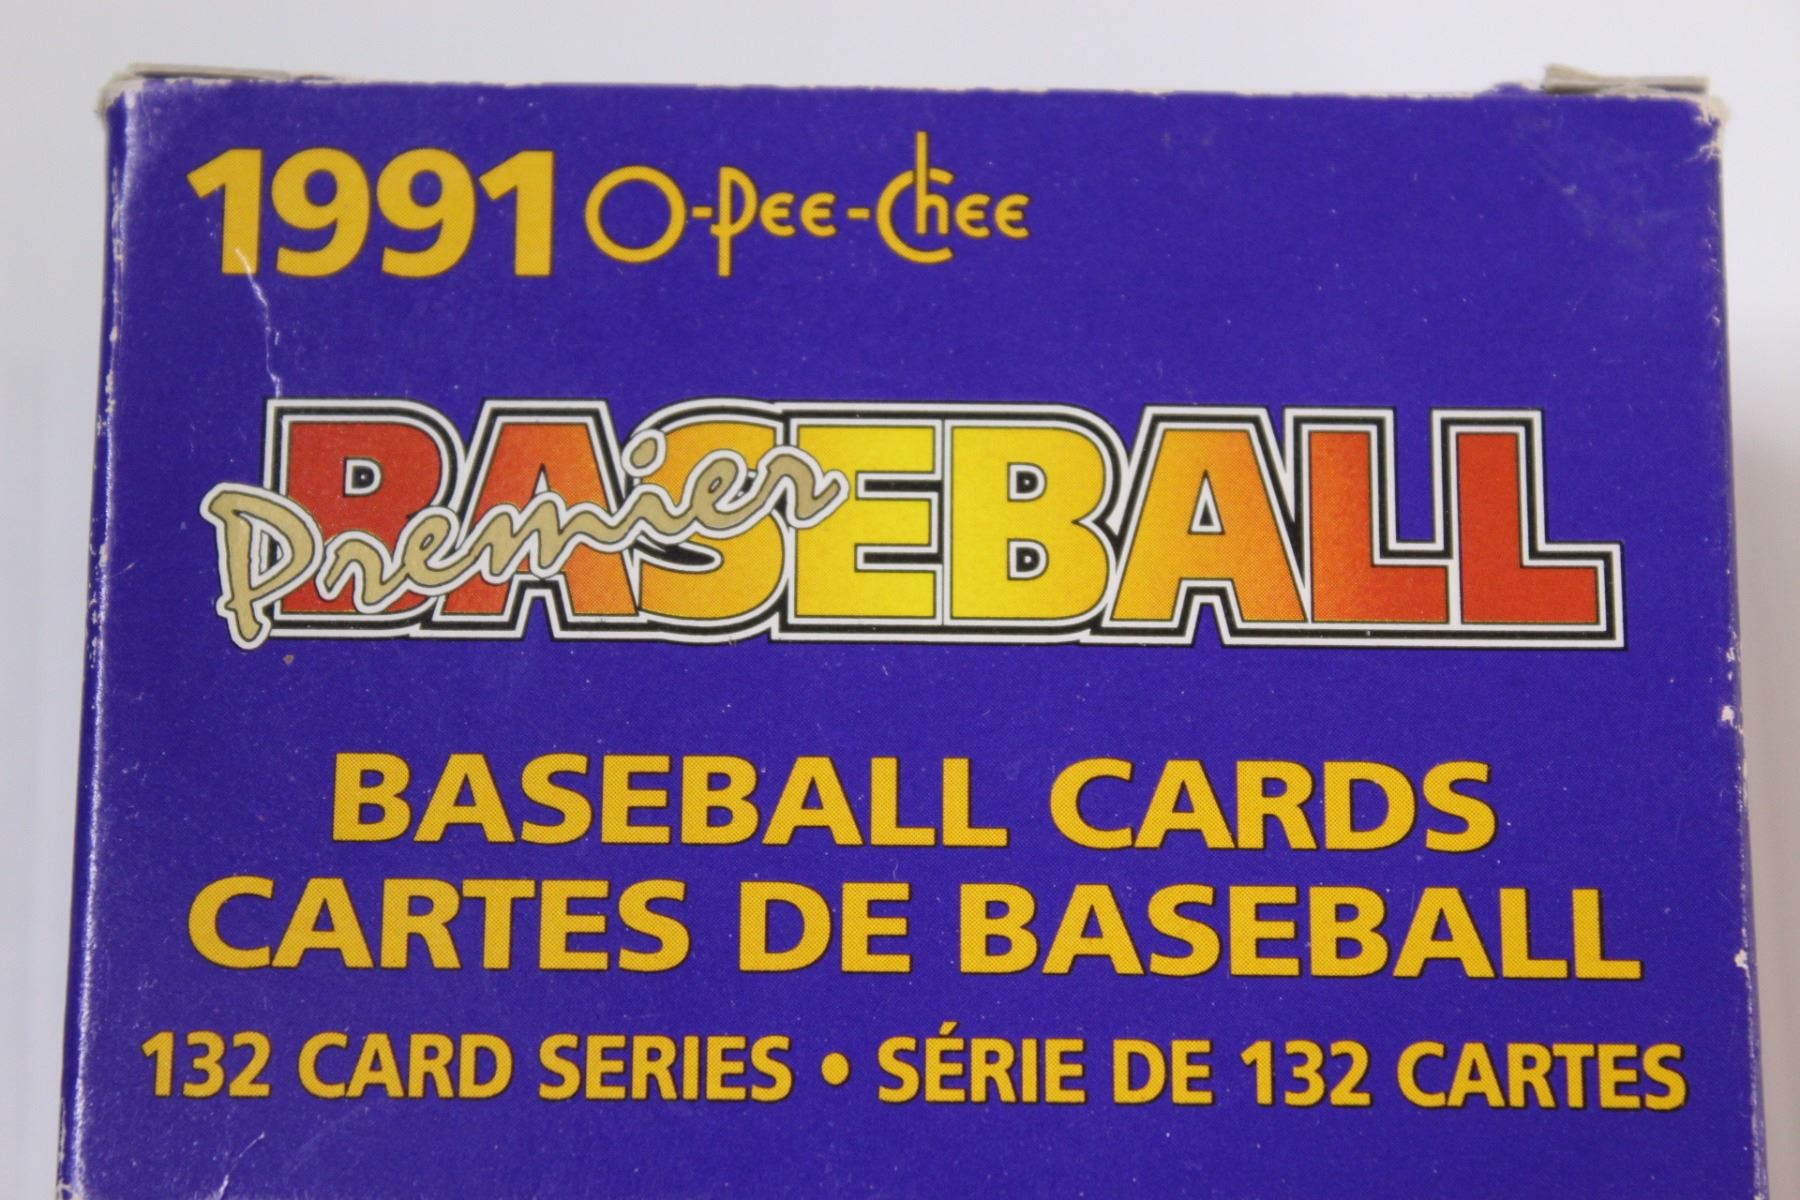 1991 O-Pee-Chee
Premier BASEBALL
BASEBALL CARDS
CARTES DE BASEBALL
132 CARD SERIES • SÉRIE DE 132 CARTES